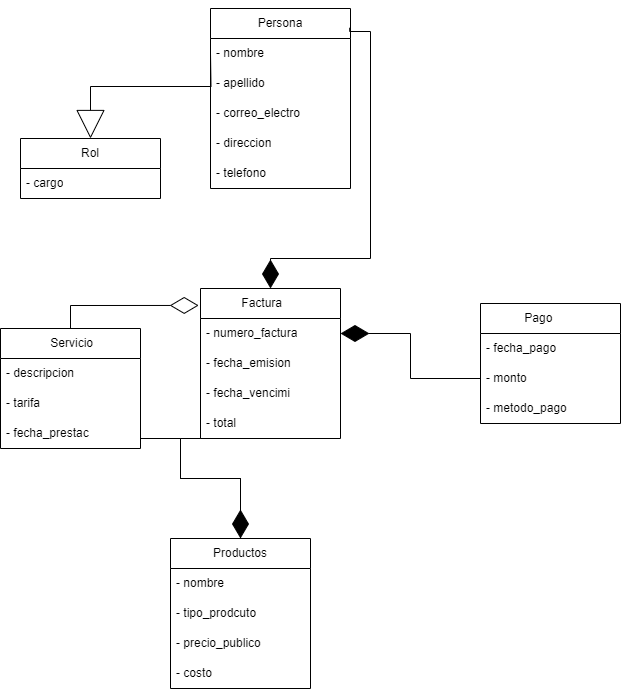 Persona
- nombre
- apellido
- correo_electro
- direccion
- telefono
Rol
- cargo
Factura
- numero_factura
- fecha_emision
- fecha_vencimi
- total
Servicio
- descripcion
- tarifa
- fecha_prestac
Pago
- fecha_pago
- monto
- metodo_pago
Productos
- nombre
- tipo_prodcuto
- precio_publico
- costo